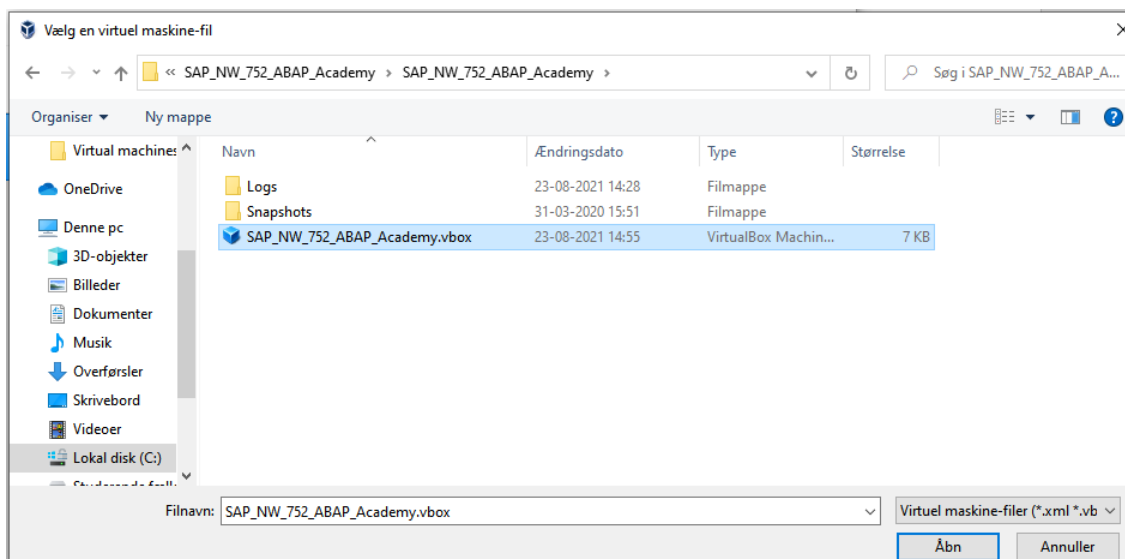 Vælg en virtuel maskine-fil
« SAP_NW_752_ABAP_Academy › SAP_NW_752_ABAP_Academy ›
Søg i SAP_NW_752_ABAP_A...
Organiser Ny mappe
Navn Ændringsdato Type Størrelse
Virtual machines
OneDrive
Denne pc
3D-objekter
Billeder
Dokumenter
Musik
Overførsler
Skrivebord
Videoer
Lokal disk (C:)
Logs 23-08-2021 14:28 Filmappe
Snapshots 31-03-2020 15:51 Filmappe
SAP_NW_752_ABAP_Academy.vbox 23-08-2021 14:55 VirtualBox Machin... 7 KB
Filnavn: SAP_NW_752_ABAP_Academy.vbox Virtuel maskine-filer (*.xml *.vb
Åbn Annuller